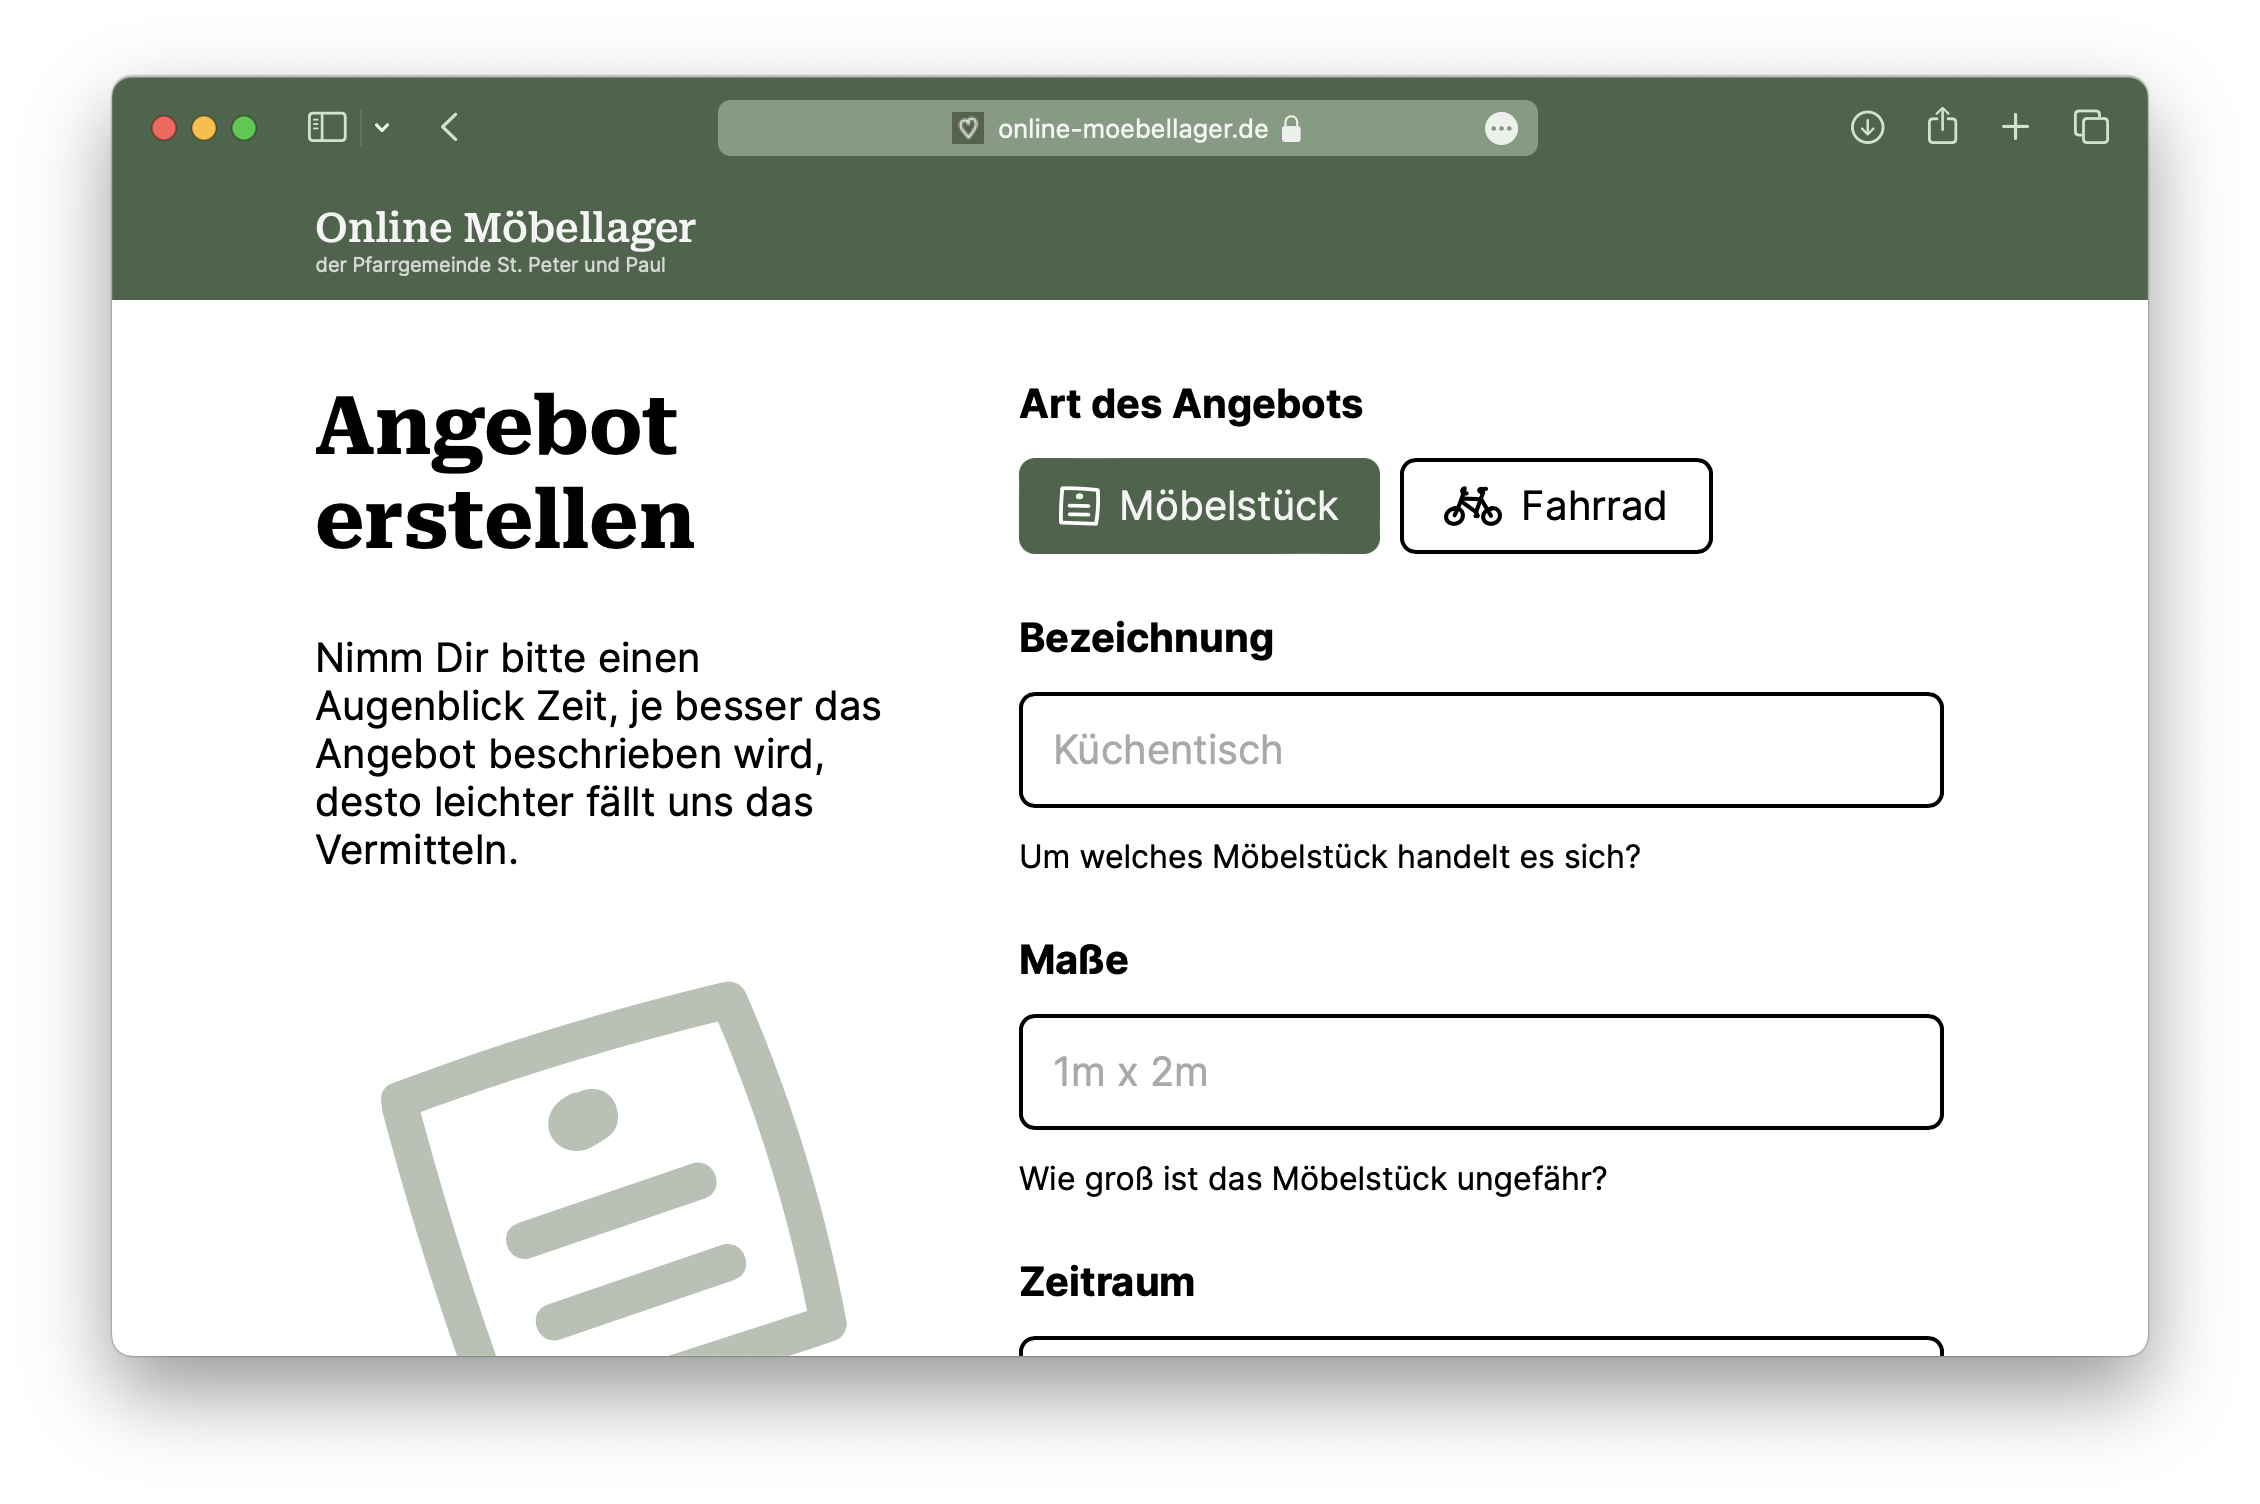 online-moebellager.de
Online Möbellager
der Pfarrgemeinde St. Peter und Paul
Angebot
erstellen
Nimm Dir bitte einen
Augenblick Zeit, je besser das
Angebot beschrieben wird,
desto leichter fällt uns das
Vermitteln.
Art des Angebots
Möbelstück
Fahrrad
Bezeichnung
Küchentisch
Um welches Möbelstück handelt es sich?
Maße
1m x 2m
Wie groß ist das Möbelstück ungefähr?
Zeitraum